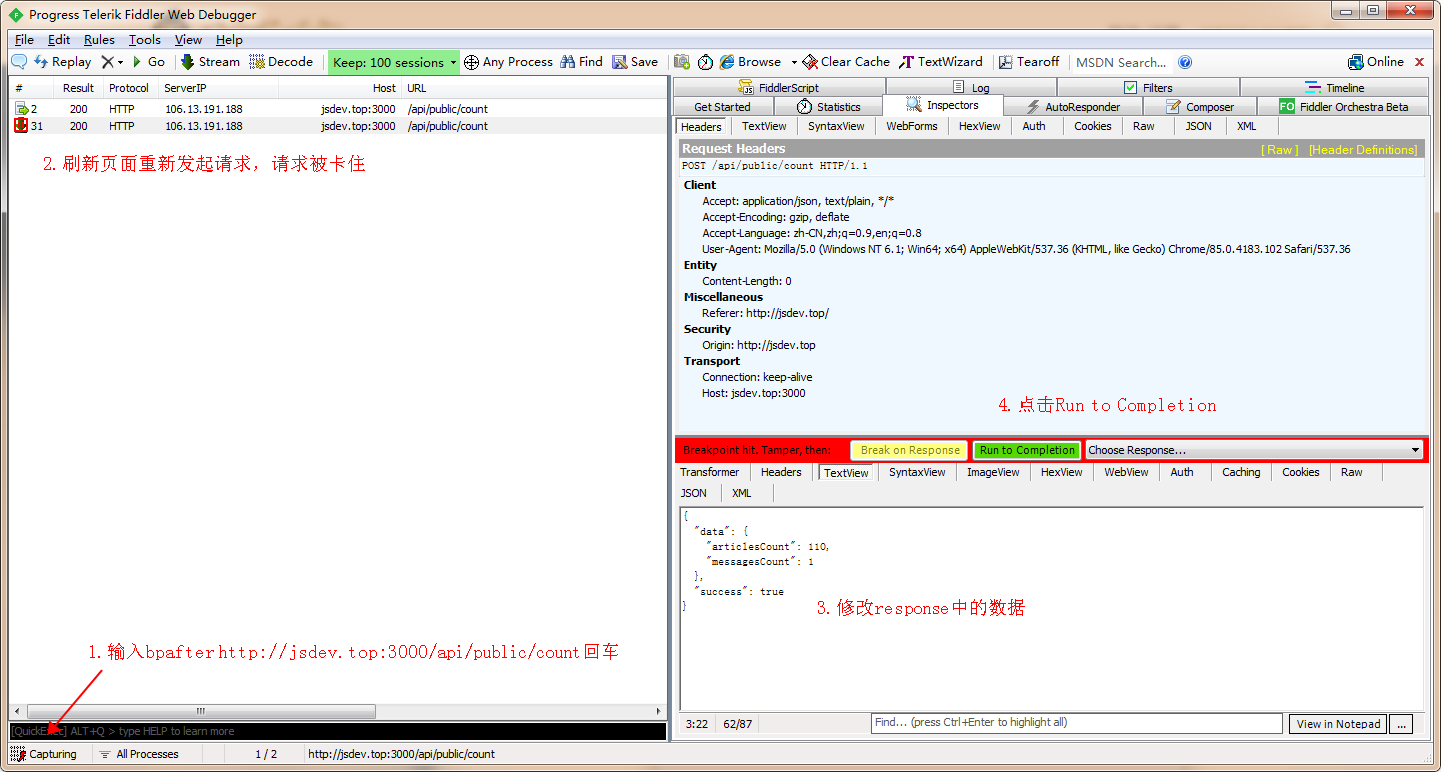 Progress Telerik Fiddler Web Debugger
File Edit Rules Tools View Help
Replay Go Stream Decode Keep: 100 sessions Any Process Find Save Browse Clear Cache TextWizard Tearoff MSDN Search... Online
# Result Protocol ServerIP Host URL
2 200 HTTP 106.13.191.188 jsdev.top:3000 /api/public/count
31 200 HTTP 106.13.191.188 jsdev.top:3000 /api/public/count
2.刷新页面重新发起请求，请求被卡住
1.输入bpafter http://jsdev.top:3000/api/public/count回车
[QuickExec] ALT+Q > type HELP to learn more
Capturing All Processes 1 / 2 http://jsdev.top:3000/api/public/count
FiddlerScript Log Filters Timeline
Get Started Statistics Inspectors AutoResponder Composer FO Fiddler Orchestra Beta
Headers TextView SyntaxView WebForms HexView Auth Cookies Raw JSON XML
Request Headers [ Raw ] [Header Definitions]
POST /api/public/count HTTP/1.1
Client
Accept: application/json, text/plain, */*
Accept-Encoding: gzip, deflate
Accept-Language: zh-CN,zh;q=0.9,en;q=0.8
User-Agent: Mozilla/5.0 (Windows NT 6.1; Win64; x64) AppleWebKit/537.36 (KHTML, like Gecko) Chrome/85.0.4183.102 Safari/537.36
Entity
Content-Length: 0
Miscellaneous
Referer: http://jsdev.top/
Security
Origin: http://jsdev.top
Transport
Connection: keep-alive
Host: jsdev.top:3000
4.点击Run to Completion
Breakpoint hit. Tamper, then: Break on Response Run to Completion Choose Response...
Transformer Headers TextView SyntaxView ImageView HexView WebView Auth Caching Cookies Raw
JSON XML
{
"data": {
"articlesCount": 110,
"messagesCount": 1
},
"success": true
}
3.修改response中的数据
3:22 62/87 Find... (press Ctrl+Enter to highlight all) View in Notepad ...